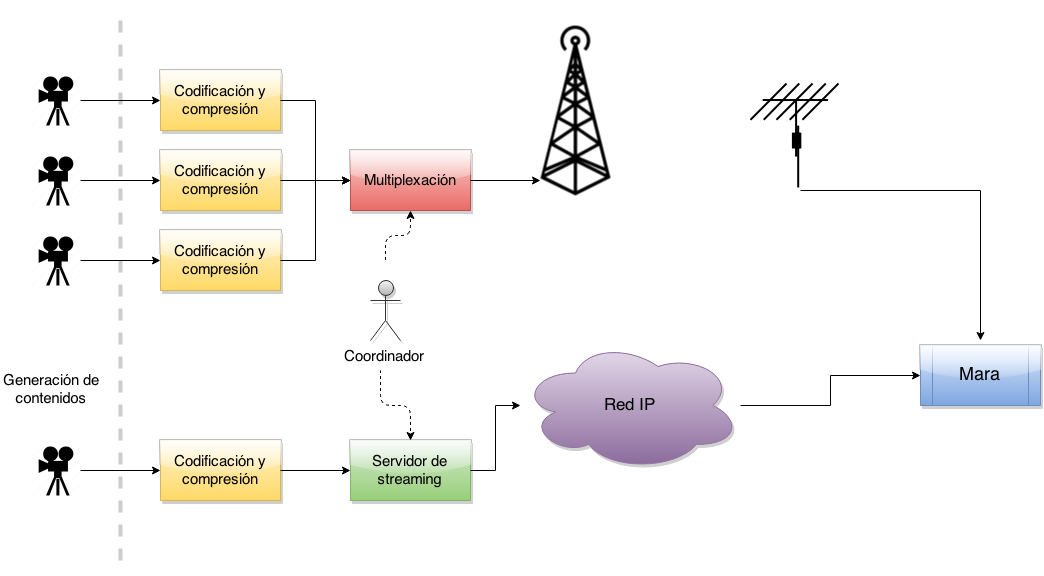 Codificación y
compresión
Codificación y
compresión
Multiplexación
Codificación y
compresión
Coordinador
Generación de
contenidos
Red IP
Mara
Codificación y
compresión
Servidor de
streaming